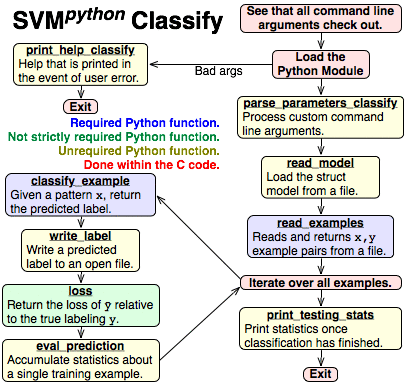 SVMpython Classify
See that all command line
arguments check out.
Load the
Python Module
Bad args
print_help_classify
Help that is printed in
the event of user error.
Exit
Required Python function.
Not strictly required Python function.
Unrequired Python function.
Done within the C code.
parse_parameters_classify
Process custom command
line arguments.
read_model
Load the struct
model from a file.
read_examples
Reads and returns x,y
example pairs from a file.
Iterate over all examples.
classify_example
Given a pattern x, return
the predicted label.
write_label
Write a predicted
label to an open file.
loss
Return the loss of ȳ relative
to the true labeling y.
eval_prediction
Accumulate statistics about
a single training example.
print_testing_stats
Print statistics once
classification has finished.
Exit